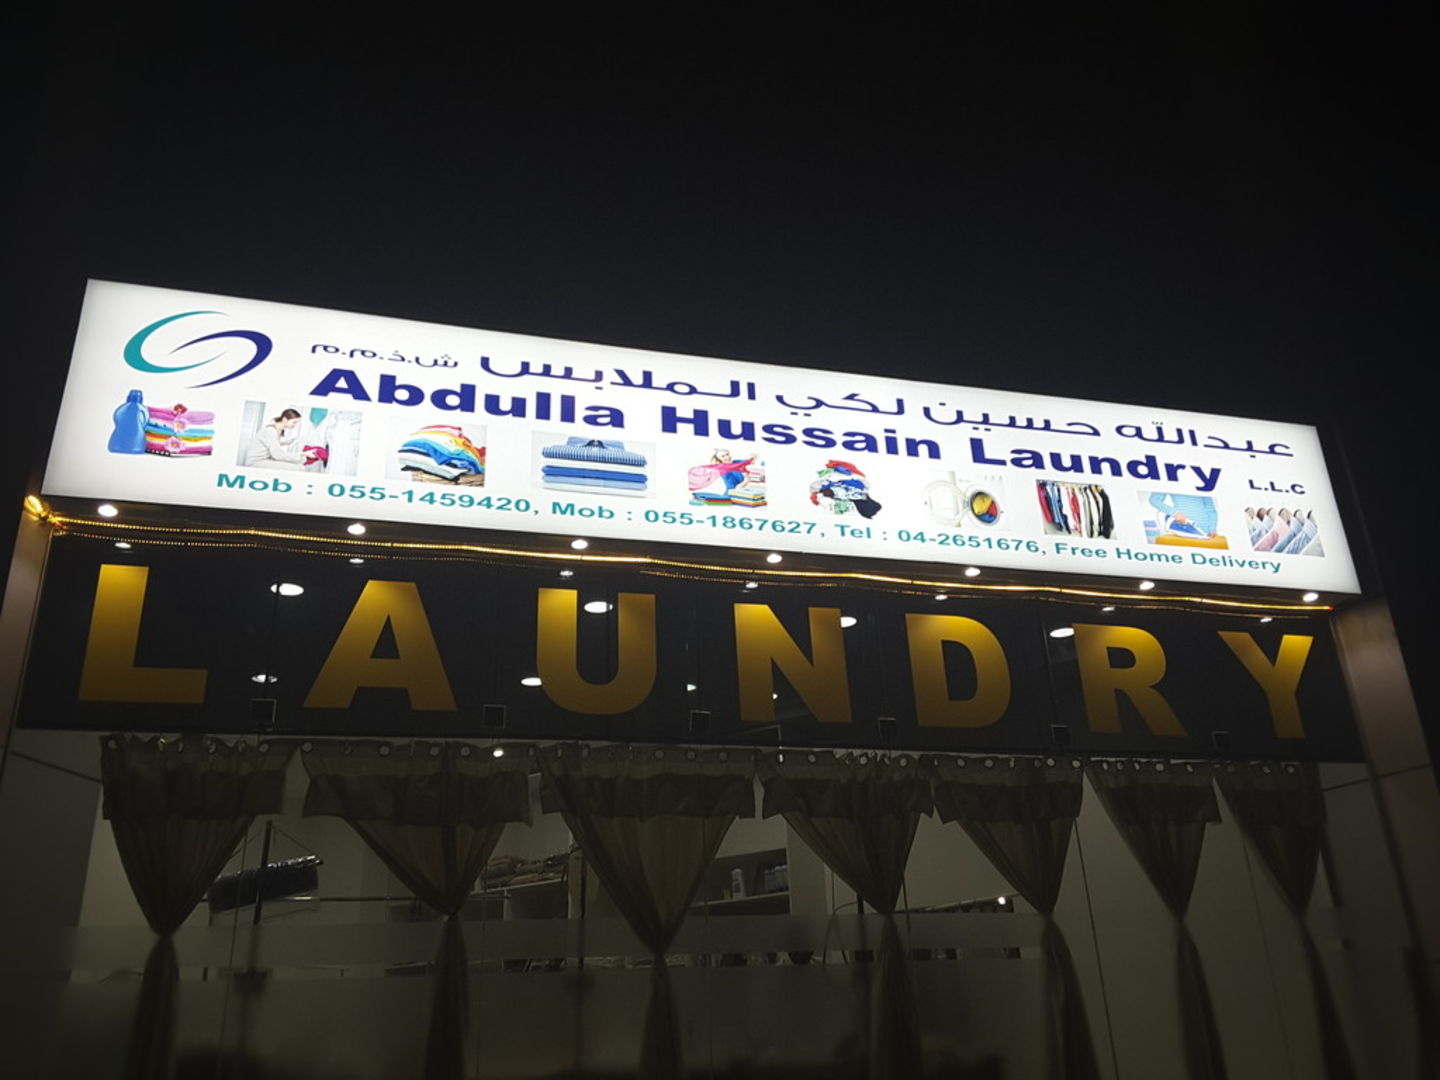 عبدالله حسين لكي الملابس ش.ذ.م.م
Abdulla Hussain Laundry L.L.C
Mob : 055-1459420, Mob : 055-1867627, Tel : 04-2651676, Free Home Delivery
LAUNDRY